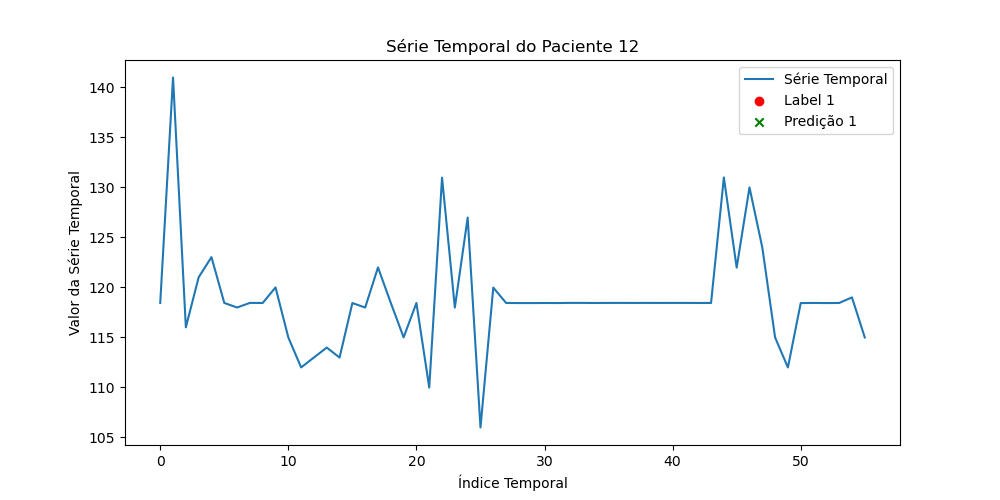 Série Temporal do Paciente 12
Série Temporal
Label 1
Predição 1
Valor da Série Temporal
140
135
130
125
120
115
110
105
0 10 20 30 40 50
Índice Temporal